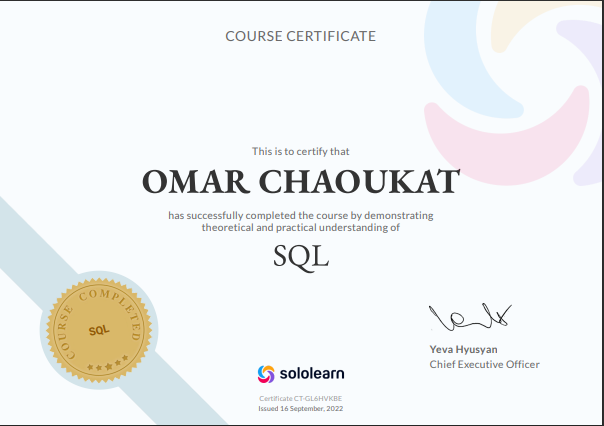 COURSE CERTIFICATE
This is to certify that
OMAR CHAOUKAT
has successfully completed the course by demonstrating
theoretical and practical understanding of
SQL
COURSE COMPLETED
SQL
Yeva Hyusyan
Chief Executive Officer
sololearn
Certificate CT-GL6HVKBE
Issued 16 September, 2022